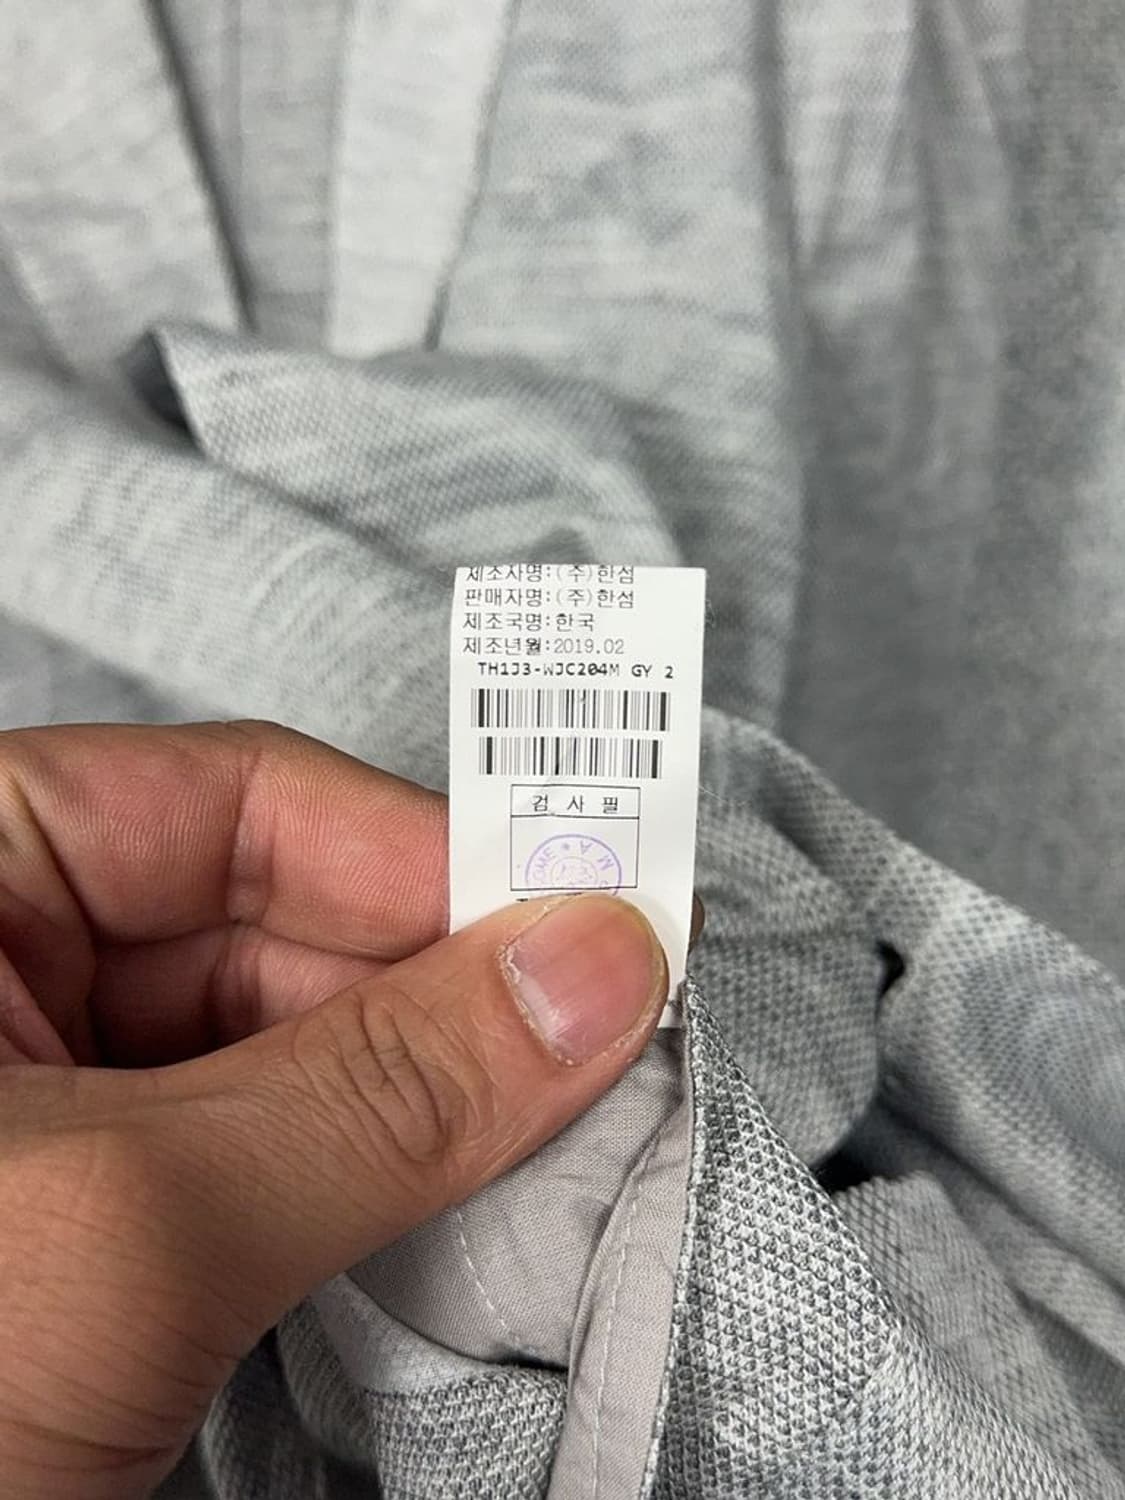 제조사명:(주)한섬
판매자명:(주)한섬
제조국명:한국
제조년월:2019.02
TH1J3-WJC204M GY 2
검 사 필